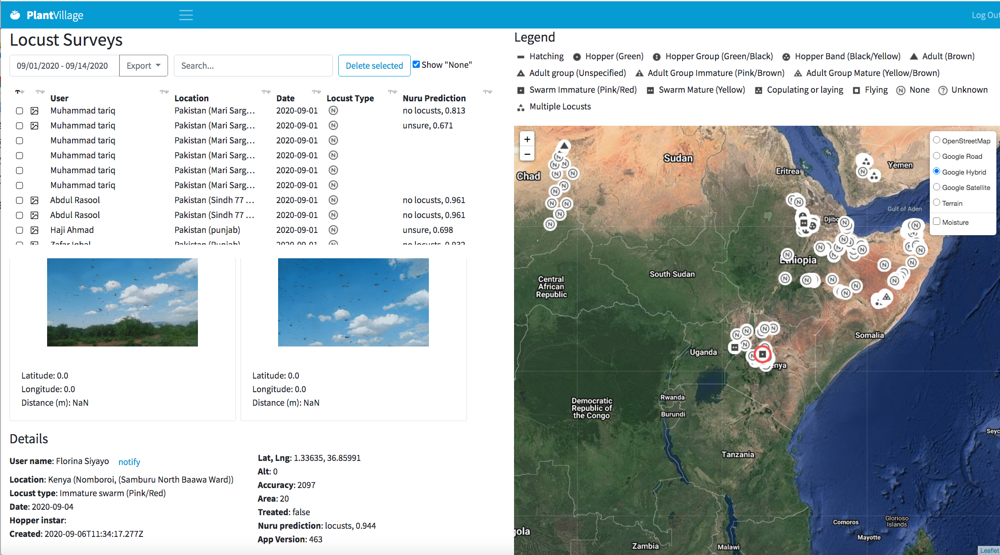 PlantVillage
Log Out
Locust Surveys
09/01/2020 - 09/14/2020 Export Search... Delete selected Show "None"
User Location Date Locust Type Nuru Prediction
Muhammad tariq Pakistan (Mari Sarg... 2020-09-01 N no locusts, 0.813
Muhammad tariq Pakistan (Mari Sarg... 2020-09-01 N unsure, 0.671
Muhammad tariq Pakistan (Mari Sarg... 2020-09-01 N
Muhammad tariq Pakistan (Mari Sarg... 2020-09-01 N
Muhammad tariq Pakistan (Mari Sarg... 2020-09-01 N
Muhammad tariq Pakistan (Mari Sarg... 2020-09-01 N
Abdul Rasool Pakistan (Sindh 77 ... 2020-09-01 N no locusts, 0.961
Abdul Rasool Pakistan (Sindh 77 ... 2020-09-01 N no locusts, 0.961
Haji Ahmad Pakistan (punjab) 2020-09-01 N unsure, 0.698
Zafar Iqbal Pakistan (Punjab) 2020-09-01 N no locusts, 0.932
Latitude: 0.0
Longitude: 0.0
Distance (m): NaN
Latitude: 0.0
Longitude: 0.0
Distance (m): NaN
Details
User name: Florina Siyayo notify
Location: Kenya (Nomboroi, (Samburu North Baawa Ward))
Locust type: Immature swarm (Pink/Red)
Date: 2020-09-04
Hopper instar:
Created: 2020-09-06T11:34:17.277Z
Lat, Lng: 1.33635, 36.85991
Alt: 0
Accuracy: 2097
Area: 20
Treated: false
Nuru prediction: locusts, 0.944
App Version: 463
Legend
Hatching Hopper (Green) Hopper Group (Green/Black) Hopper Band (Black/Yellow) Adult (Brown)
Adult group (Unspecified) Adult Group Immature (Pink/Brown) Adult Group Mature (Yellow/Brown)
Swarm Immature (Pink/Red) Swarm Mature (Yellow) Copulating or laying Flying N None ? Unknown
Multiple Locusts
+
−
OpenStreetMap
Google Road
Google Hybrid
Google Satellite
Terrain
Moisture
Sudan
Chad
Eritrea
Yemen
Gulf of Aden
Djibo
Ethiopia
South Sudan
Central
African
Republic
Somalia
Uganda
enya
Rwanda
Burundi
Democratic
Republic of
the Congo
Seyc
Tanzania
Comoros
Glorioso
Islands
Mayotte
gola
Zambia
Malawi
Leaflet